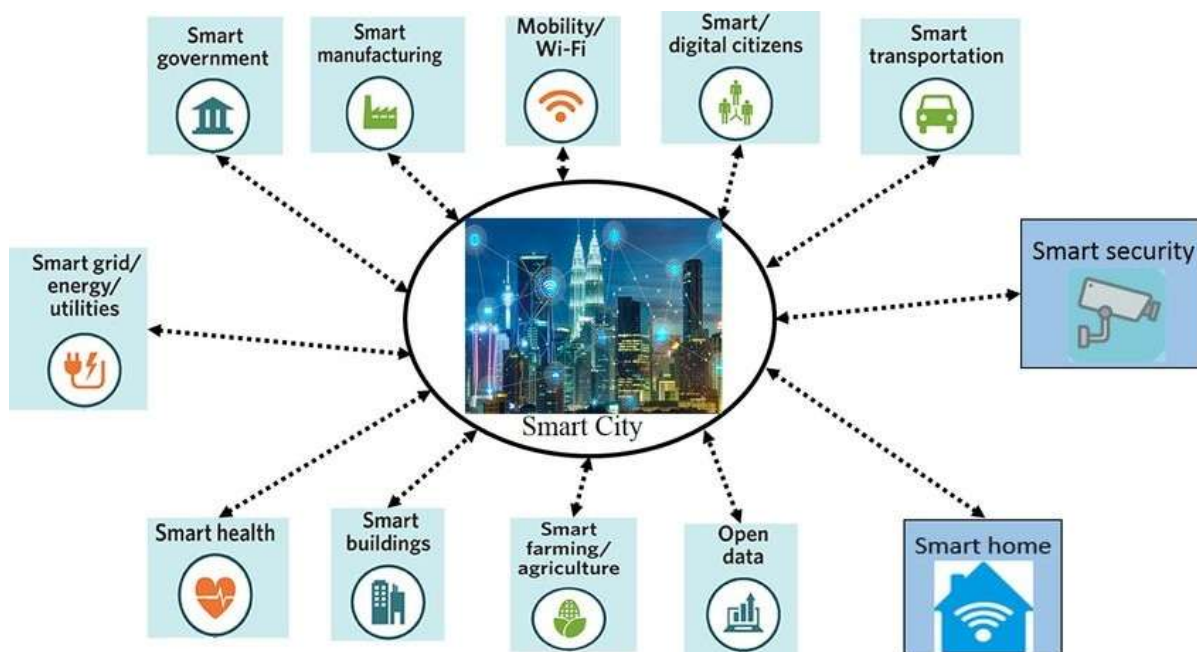 Smart
government
Smart
manufacturing
Mobility/
Wi-Fi
Smart/
digital citizens
Smart
transportation
Smart grid/
energy/
utilities
Smart security
Smart City
Smart health
Smart
buildings
Smart
farming/
agriculture
Open
data
Smart home